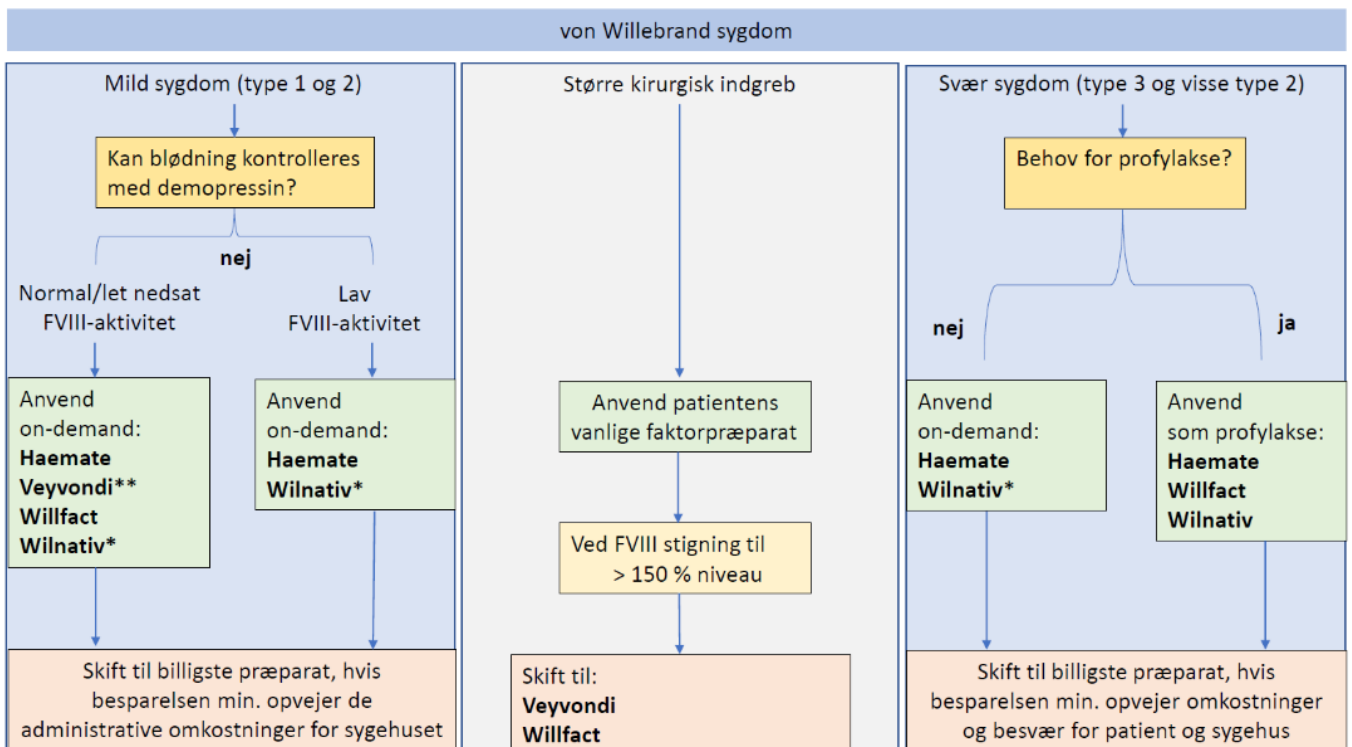 von Willebrand sygdom
Mild sygdom (type 1 og 2)
Kan blødning kontrolleres
med demopressin?
nej
Normal/let nedsat
FVIII-aktivitet
Lav
FVIII-aktivitet
Anvend
on-demand:
Haemate
Veyvondi**
Willfact
Wilnativ*
Anvend
on-demand:
Haemate
Wilnativ*
Skift til billigste præparat, hvis
besparelsen min. opvejer de
administrative omkostninger for sygehuset
Større kirurgisk indgreb
Anvend patientens
vanlige faktorpræparat
Ved FVIII stigning til
> 150 % niveau
Skift til:
Veyvondi
Willfact
Svær sygdom (type 3 og visse type 2)
Behov for profylakse?
nej
ja
Anvend
on-demand:
Haemate
Wilnativ*
Anvend
som profylakse:
Haemate
Willfact
Wilnativ
Skift til billigste præparat, hvis
besparelsen min. opvejer omkostninger
og besvær for patient og sygehus